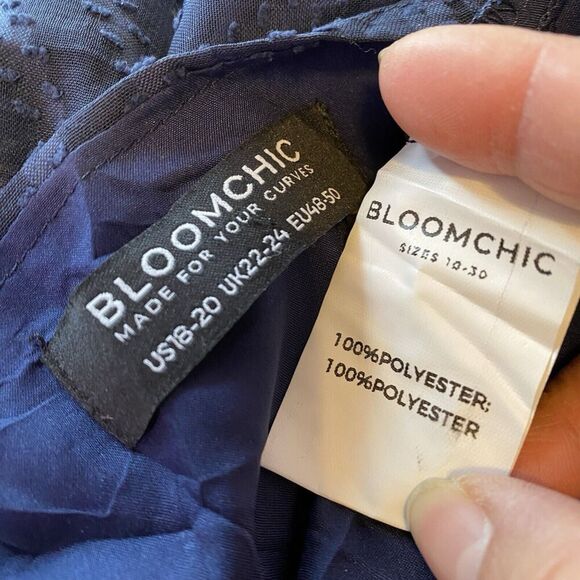 BLOOMCHIC
MADE FOR YOUR CURVES
US18-20 UK22-24 EU48-50
BLOOMCHIC
SIZES 10-30
100%POLYESTER;
100%POLYESTER